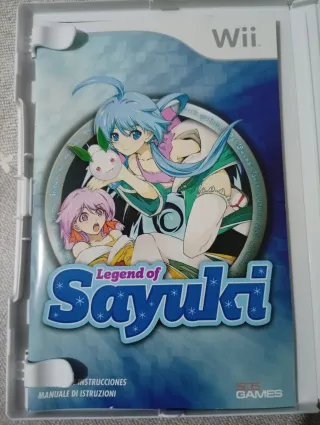 Wii
Legend of
Sayuki
INSTRUCCIONES
MANUALE DI ISTRUZIONI
505
GAMES